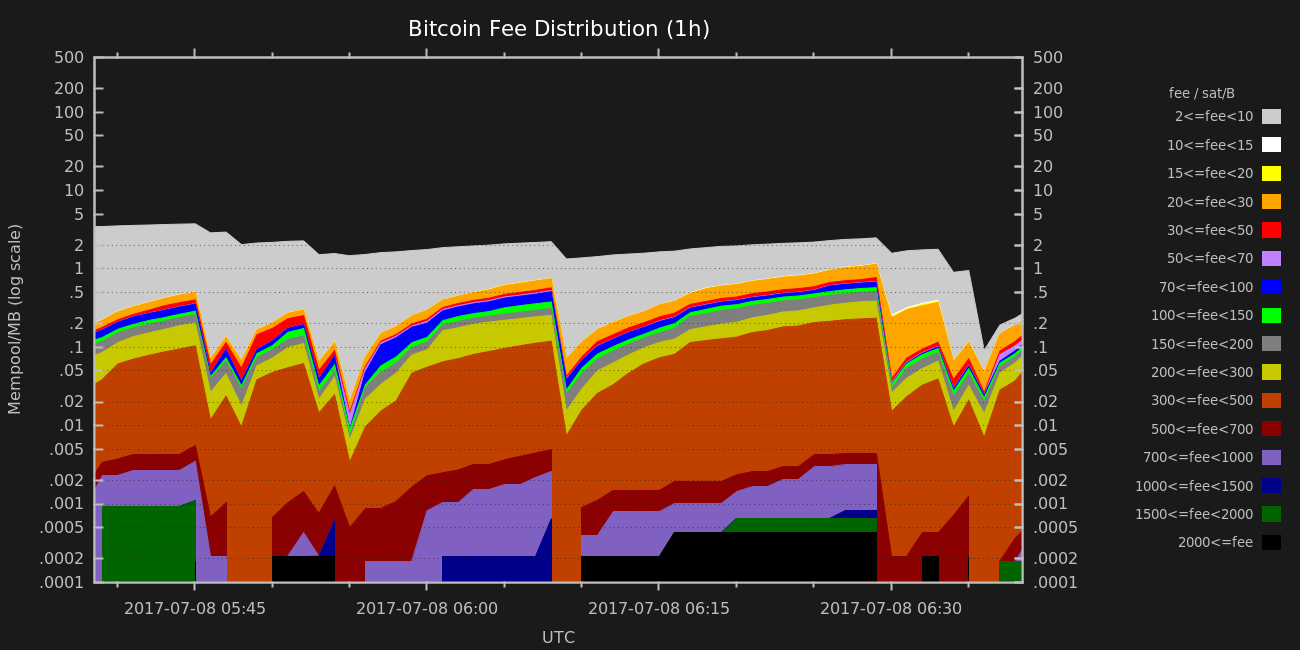 Bitcoin Fee Distribution (1h)
Mempool/MB (log scale)
500
200
100
50
20
10
5
2
1
.5
.2
.1
.05
.02
.01
.005
.002
.001
.0005
.0002
.0001
500
200
100
50
20
10
5
2
1
.5
.2
.1
.05
.02
.01
.005
.002
.001
.0005
.0002
.0001
2017-07-08 05:45
2017-07-08 06:00
2017-07-08 06:15
2017-07-08 06:30
UTC
fee / sat/B
2<=fee<10
10<=fee<15
15<=fee<20
20<=fee<30
30<=fee<50
50<=fee<70
70<=fee<100
100<=fee<150
150<=fee<200
200<=fee<300
300<=fee<500
500<=fee<700
700<=fee<1000
1000<=fee<1500
1500<=fee<2000
2000<=fee